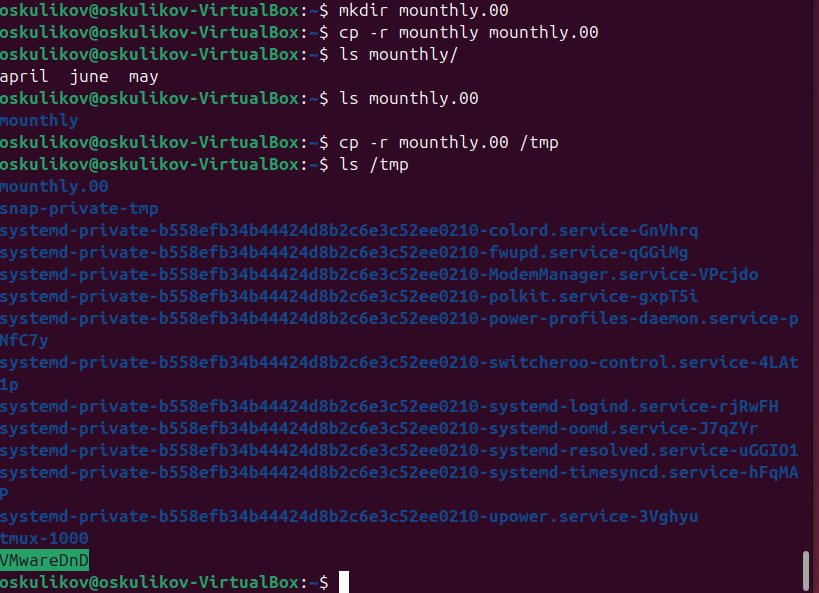 oskulikov@oskulikov-VirtualBox:~$ mkdir mounthly.00
oskulikov@oskulikov-VirtualBox:~$ cp -r mounthly mounthly.00
oskulikov@oskulikov-VirtualBox:~$ ls mounthly/
april  june  may
oskulikov@oskulikov-VirtualBox:~$ ls mounthly.00
mounthly
oskulikov@oskulikov-VirtualBox:~$ cp -r mounthly.00 /tmp
oskulikov@oskulikov-VirtualBox:~$ ls /tmp
mounthly.00
snap-private-tmp
systemd-private-b558efb34b44424d8b2c6e3c52ee0210-colord.service-GnVhrq
systemd-private-b558efb34b44424d8b2c6e3c52ee0210-fwupd.service-qGGiMg
systemd-private-b558efb34b44424d8b2c6e3c52ee0210-ModemManager.service-VPcjdo
systemd-private-b558efb34b44424d8b2c6e3c52ee0210-polkit.service-gxpT5i
systemd-private-b558efb34b44424d8b2c6e3c52ee0210-power-profiles-daemon.service-p
NfC7y
systemd-private-b558efb34b44424d8b2c6e3c52ee0210-switcheroo-control.service-4LAt
1p
systemd-private-b558efb34b44424d8b2c6e3c52ee0210-systemd-logind.service-rjRwFH
systemd-private-b558efb34b44424d8b2c6e3c52ee0210-systemd-oomd.service-J7qZYr
systemd-private-b558efb34b44424d8b2c6e3c52ee0210-systemd-resolved.service-uGGIO1
systemd-private-b558efb34b44424d8b2c6e3c52ee0210-systemd-timesyncd.service-hFqMA
P
systemd-private-b558efb34b44424d8b2c6e3c52ee0210-upower.service-3Vghyu
tmux-1000
VMwareDnD
oskulikov@oskulikov-VirtualBox:~$